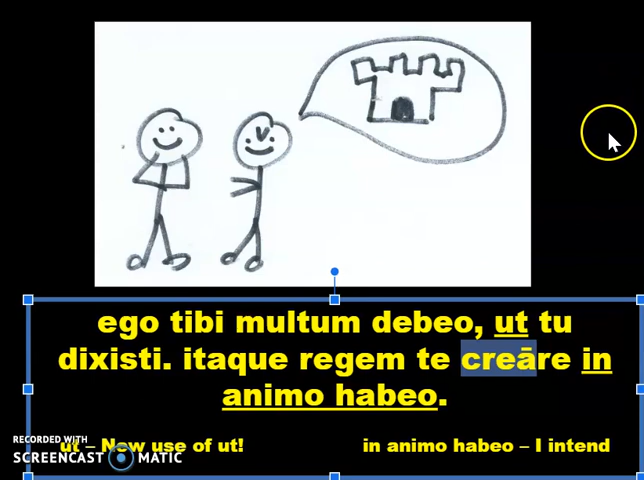 ego tibi multum debeo, ut tu
dixisti. itaque regem te creāre in
animo habeo.
ut – New use of ut! in animo habeo – I intend
RECORDED WITH
SCREENCAST MATIC